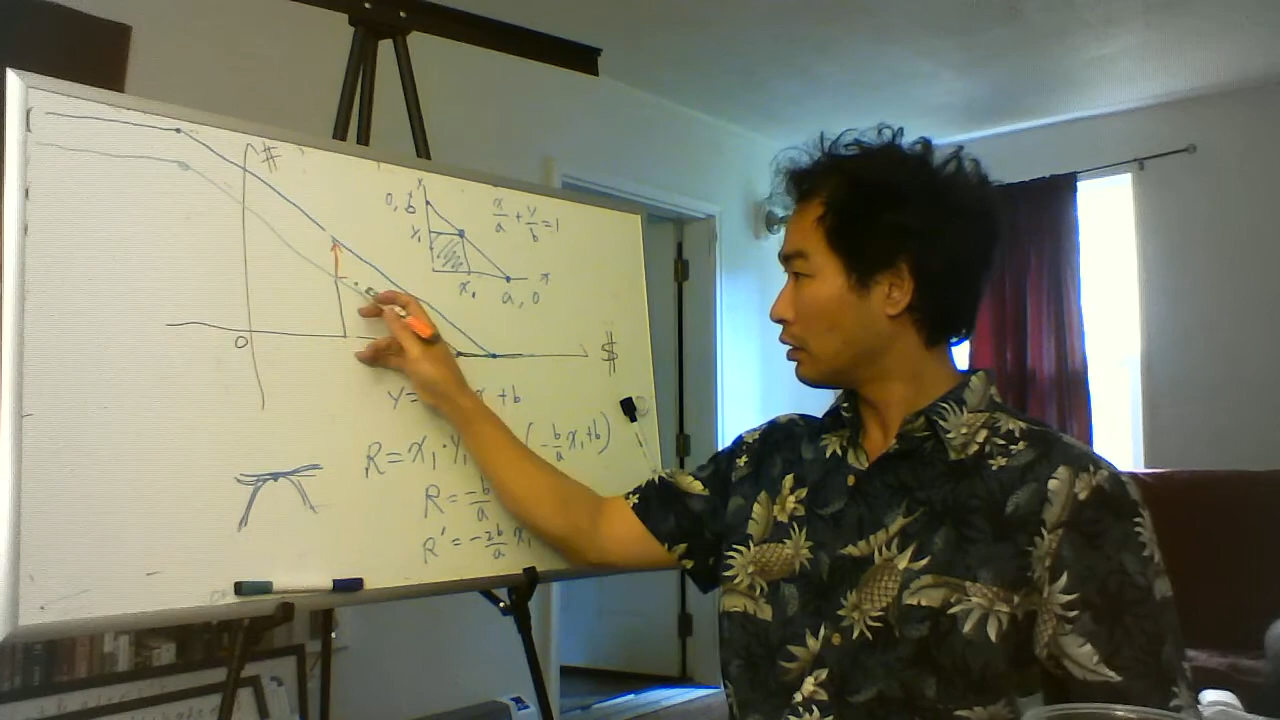 #
y
0, b
x/a + y/b = 1
y₁
x
x₁ a, 0
0
$
y= x + b
R = x₁ · y₁ (-b/a x₁ + b)
R = -b/a
R' = -2b/a x₁